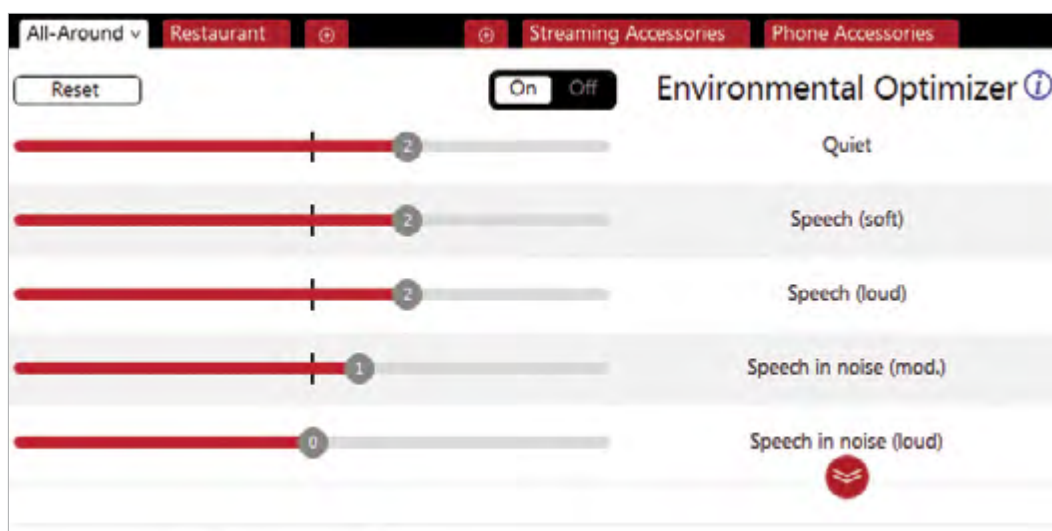 All-Around Restaurant Streaming Accessories Phone Accessories
Reset On Off Environmental Optimizer i
2 Quiet
2 Speech (soft)
2 Speech (loud)
1 Speech in noise (mod.)
0 Speech in noise (loud)